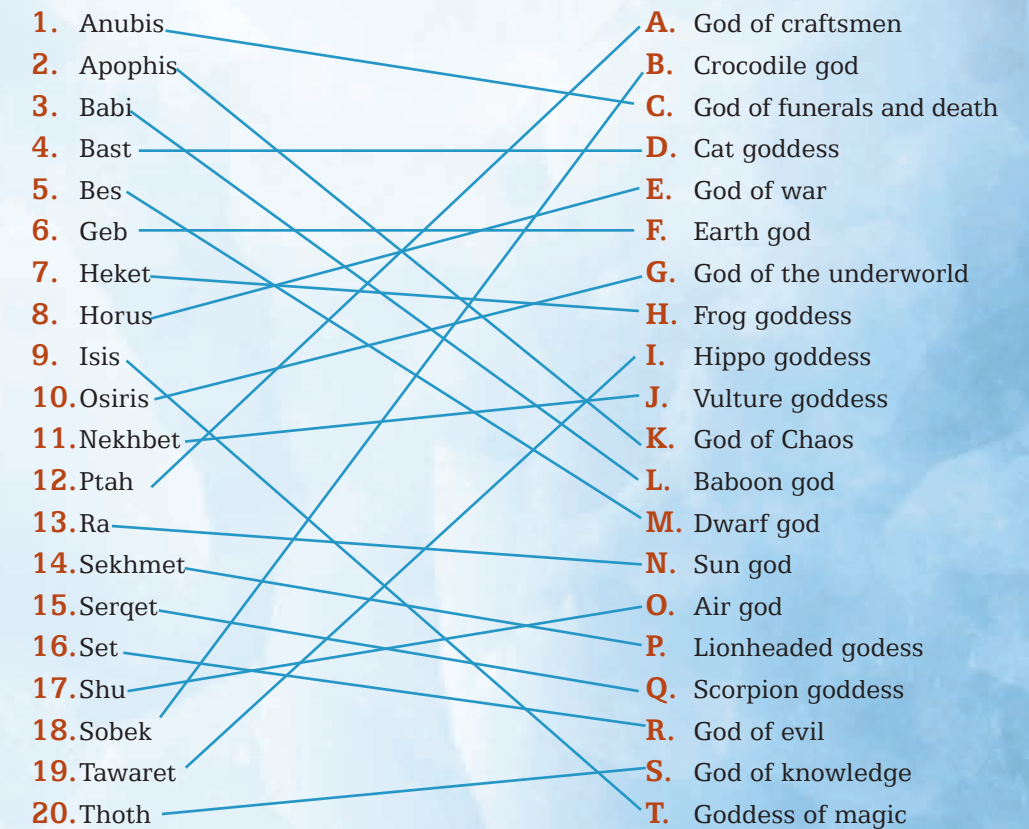 1. Anubis
2. Apophis
3. Babi
4. Bast
5. Bes
6. Geb
7. Heket
8. Horus
9. Isis
10. Osiris
11. Nekhbet
12. Ptah
13. Ra
14. Sekhmet
15. Serqet
16. Set
17. Shu
18. Sobek
19. Tawaret
20. Thoth
A. God of craftsmen
B. Crocodile god
C. God of funerals and death
D. Cat goddess
E. God of war
F. Earth god
G. God of the underworld
H. Frog goddess
I. Hippo goddess
J. Vulture goddess
K. God of Chaos
L. Baboon god
M. Dwarf god
N. Sun god
O. Air god
P. Lionheaded godess
Q. Scorpion goddess
R. God of evil
S. God of knowledge
T. Goddess of magic